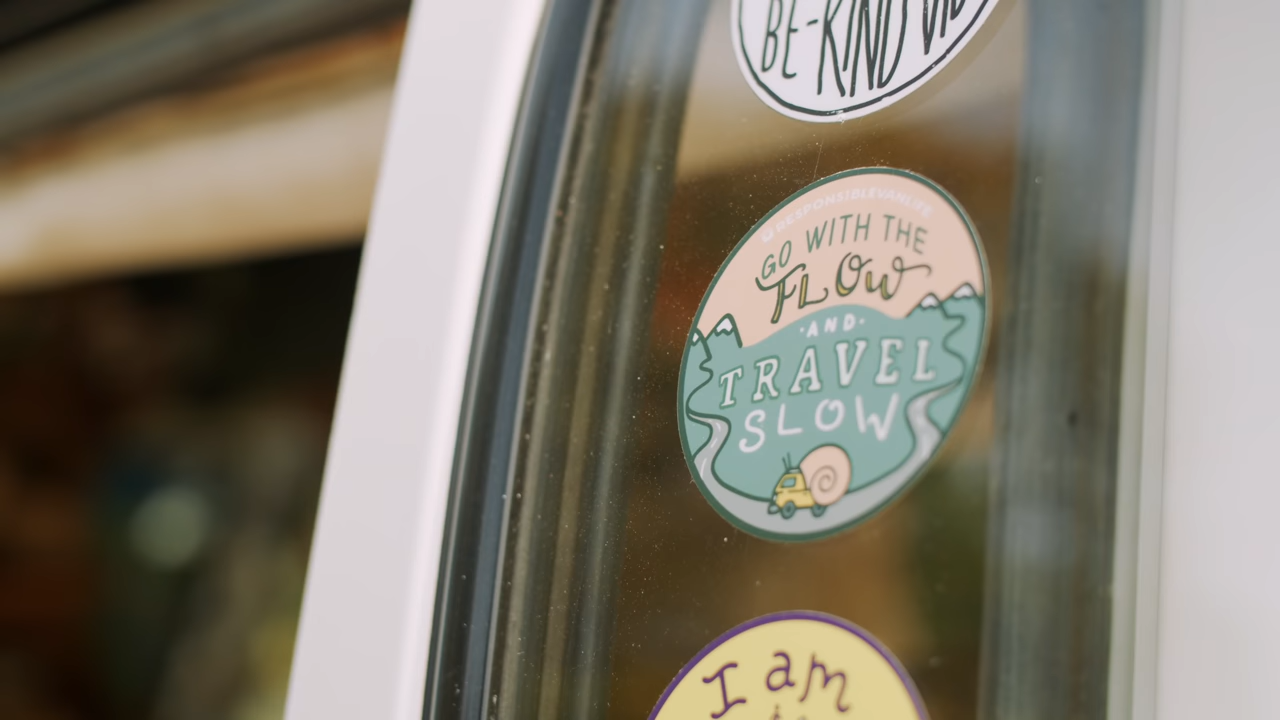 BE-KIND
@RESPONSIBLEVANLIFE
GO WITH THE
FLOW
·AND·
TRAVEL
SLOW
I am